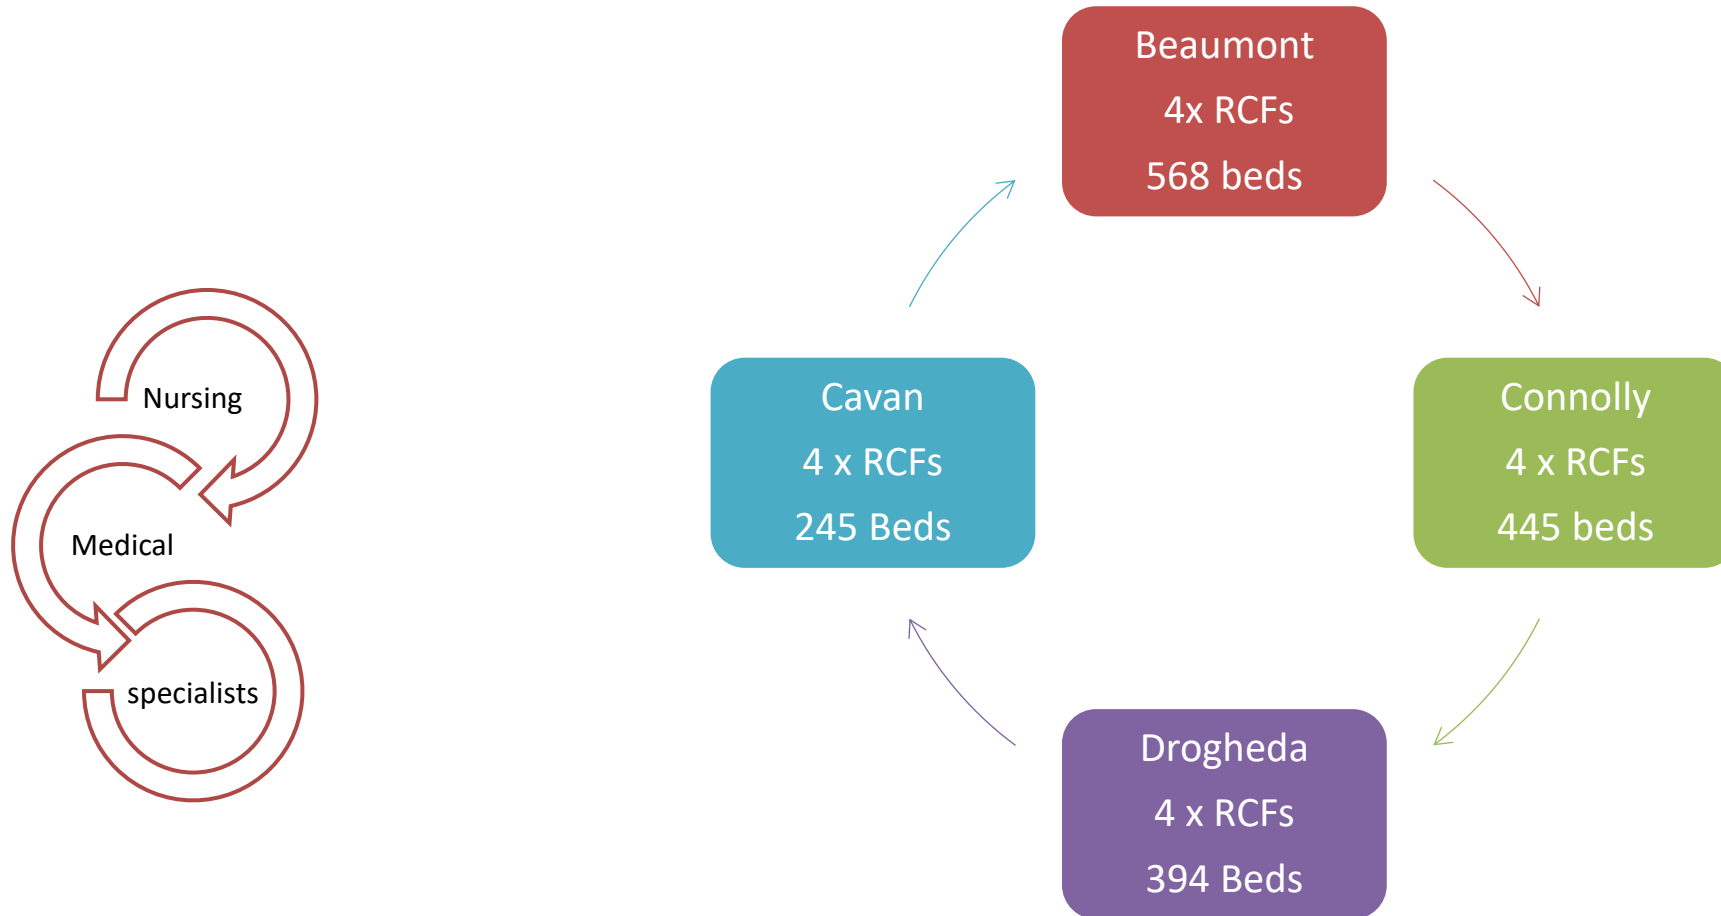 Nursing
Medical
specialists
Beaumont
4x RCFs
568 beds
Connolly
4 x RCFs
445 beds
Drogheda
4 x RCFs
394 Beds
Cavan
4 x RCFs
245 Beds